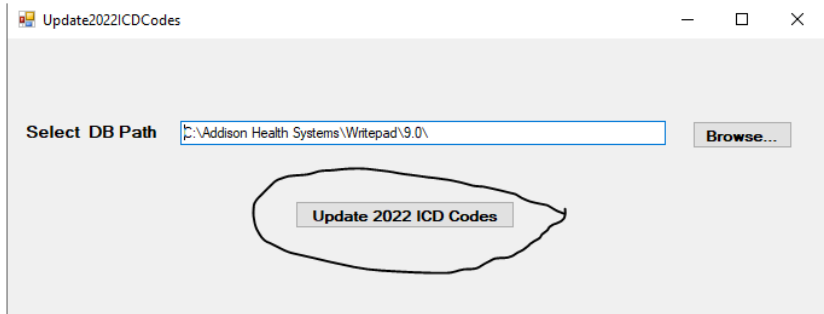 Update2022ICDCodes
Select DB Path C:\Addison Health Systems\Writepad\9.0\ Browse...
Update 2022 ICD Codes